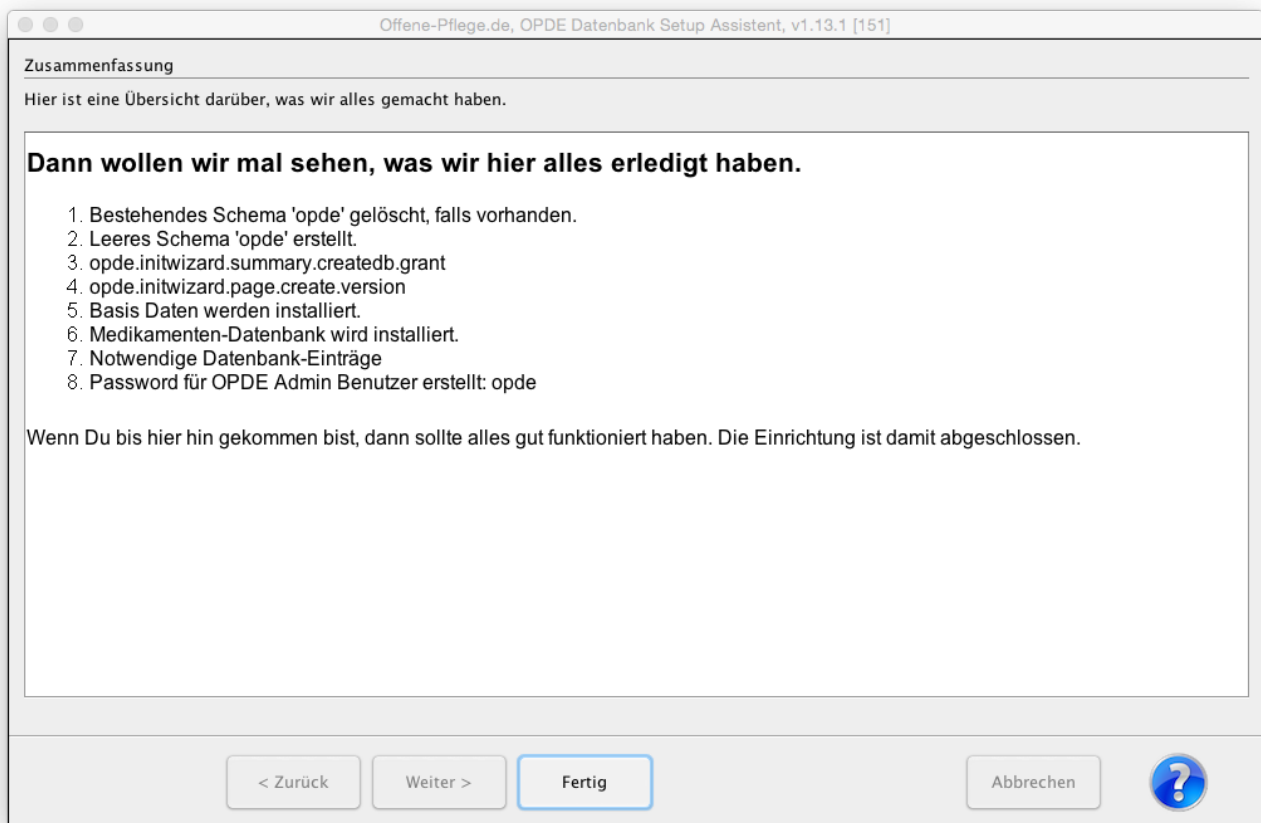 Offene-Pflege.de, OPDE Datenbank Setup Assistent, v1.13.1 [151]
Zusammenfassung
Hier ist eine Übersicht darüber, was wir alles gemacht haben.
Dann wollen wir mal sehen, was wir hier alles erledigt haben.
1. Bestehendes Schema 'opde' gelöscht, falls vorhanden.
2. Leeres Schema 'opde' erstellt.
3. opde.initwizard.summary.createdb.grant
4. opde.initwizard.page.create.version
5. Basis Daten werden installiert.
6. Medikamenten-Datenbank wird installiert.
7. Notwendige Datenbank-Einträge
8. Password für OPDE Admin Benutzer erstellt: opde
Wenn Du bis hier hin gekommen bist, dann sollte alles gut funktioniert haben. Die Einrichtung ist damit abgeschlossen.
< Zurück Weiter > Fertig Abbrechen ?